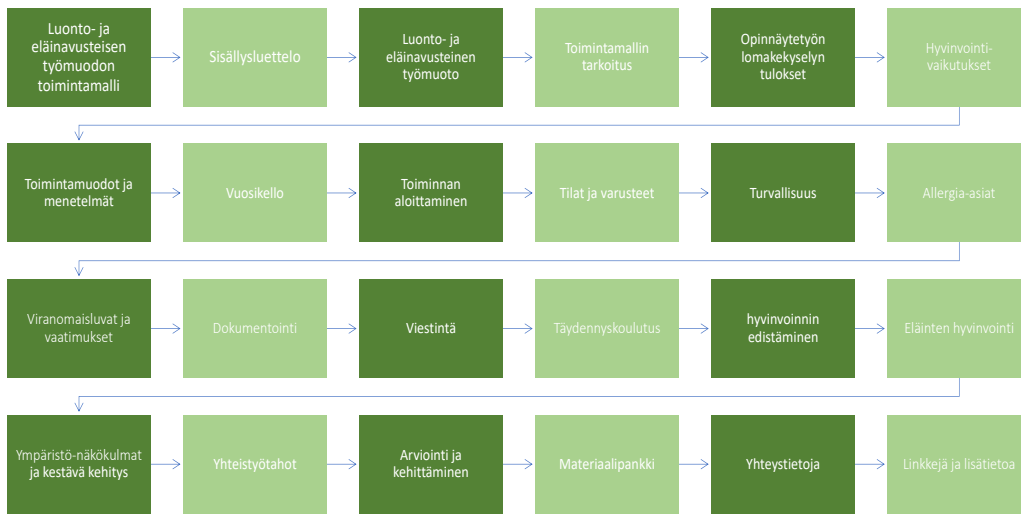 Luonto- ja
eläinavusteisen
työmuodon
toimintamalli
Sisällysluettelo
Luonto- ja
eläinavusteinen
työmuoto
Toimintamallin
tarkoitus
Opinnäytetyön
lomakekyselyn
tulokset
Hyvinvointi-
vaikutukset
Toimintamuodot ja
menetelmät
Vuosikello
Toiminnan
aloittaminen
Tilat ja varusteet
Turvallisuus
Allergia-asiat
Viranomaisluvat ja
vaatimukset
Dokumentointi
Viestintä
Täydennyskoulutus
hyvinvoinnin
edistäminen
Eläinten hyvinvointi
Ympäristö-näkökulmat
ja kestävä kehitys
Yhteistyötahot
Arviointi ja
kehittäminen
Materiaalipankki
Yhteystietoja
Linkkejä ja lisätietoa